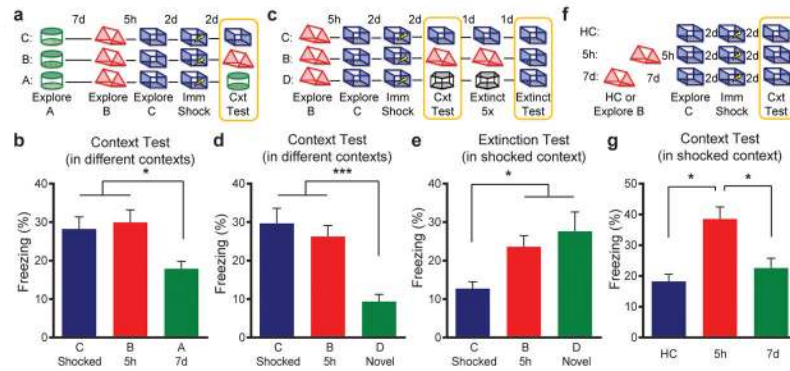 a
7d 5h 2d 2d
C:
B:
A:
Explore A
Explore B
Explore C
Imm Shock
Cxt Test
c
5h 2d 2d 1d 1d
C:
B:
D:
Explore B
Explore C
Imm Shock
Cxt Test
Extinct 5x
Extinct Test
f
HC: 2d 2d
5h: 5h 2d 2d
7d: 7d 2d 2d
HC or Explore B
Explore C
Imm Shock
Cxt Test
b
Context Test
(in different contexts)
*
Freezing (%)
40
30
20
10
0
C B A
Shocked 5h 7d
d
Context Test
(in different contexts)
***
Freezing (%)
40
30
20
10
0
C B D
Shocked 5h Novel
e
Extinction Test
(in shocked context)
*
Freezing (%)
40
30
20
10
0
C B D
Shocked 5h Novel
g
Context Test
(in shocked context)
* *
Freezing (%)
50
40
30
20
10
0
HC 5h 7d